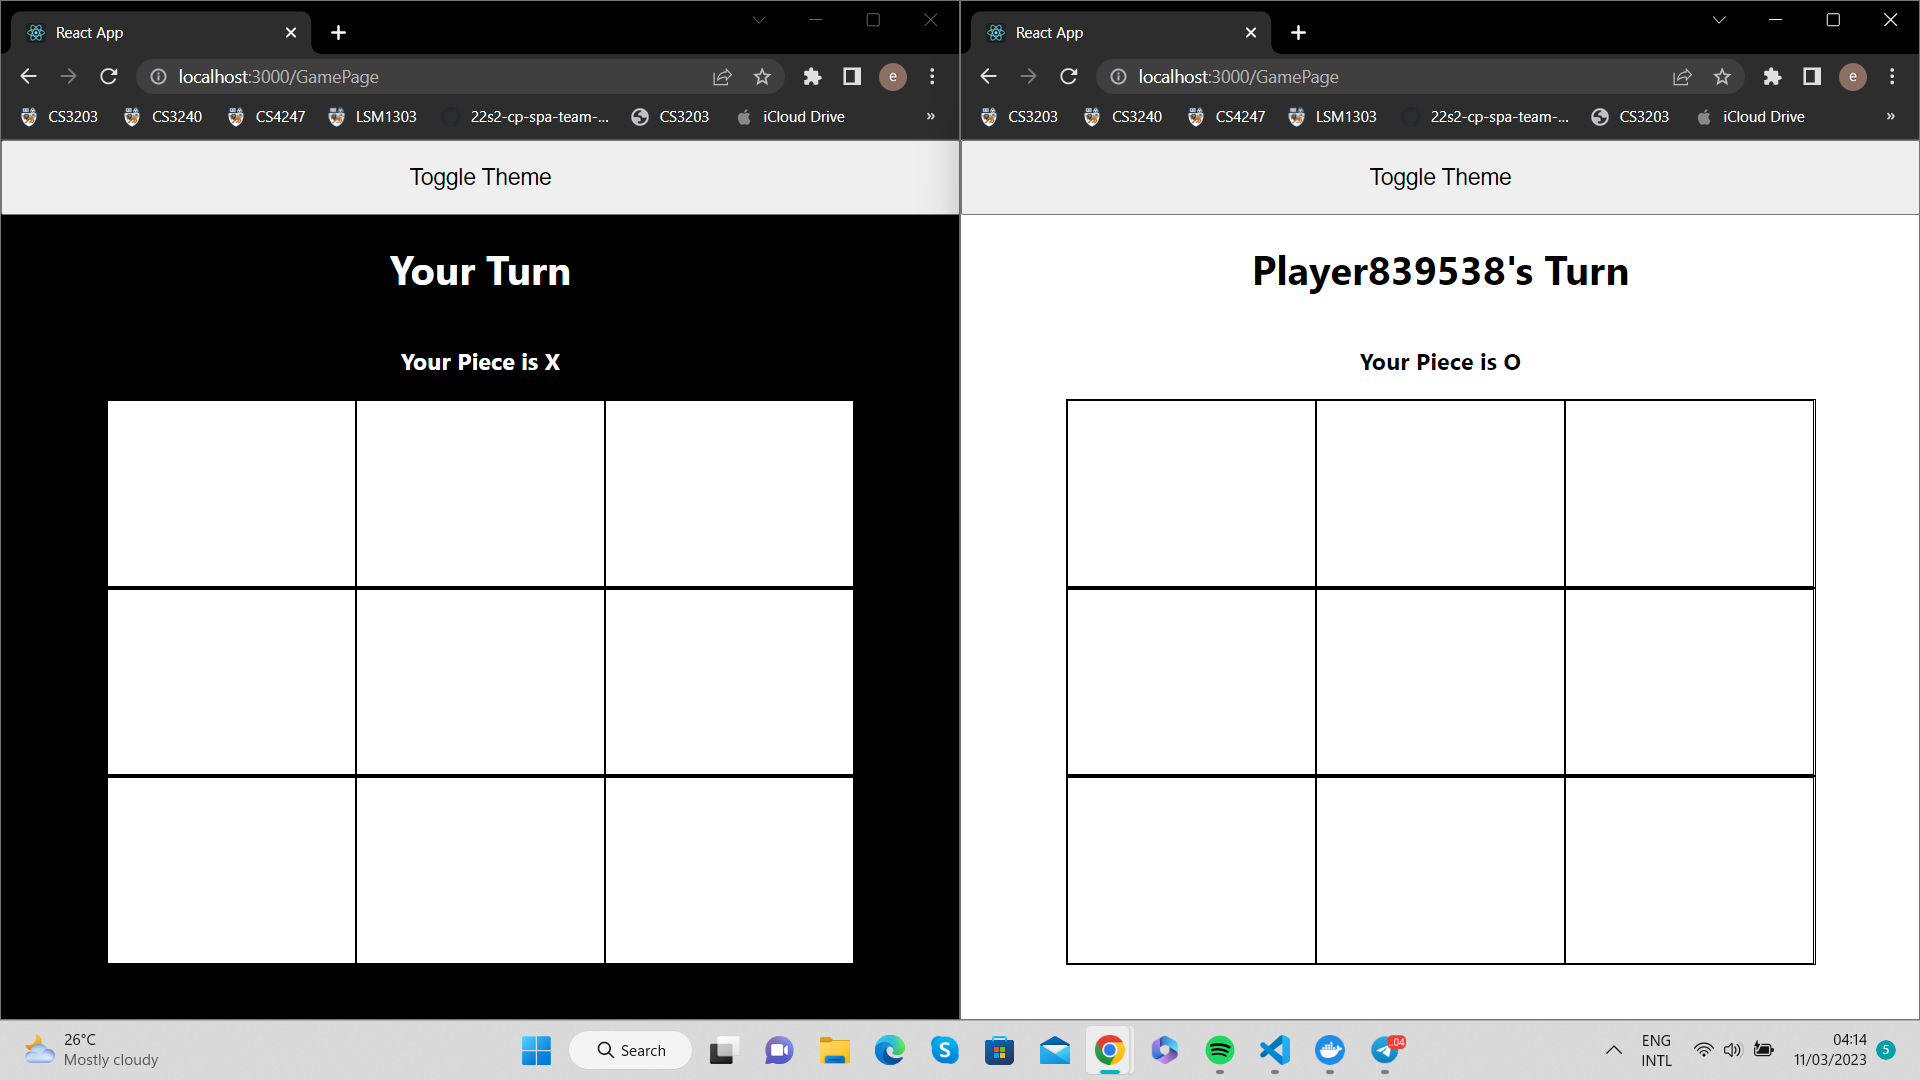 React App
localhost:3000/GamePage
e
CS3203
CS3240
CS4247
LSM1303
22s2-cp-spa-team-...
CS3203
iCloud Drive
»
Toggle Theme
Your Turn
Your Piece is X
React App
localhost:3000/GamePage
e
CS3203
CS3240
CS4247
LSM1303
22s2-cp-spa-team-...
CS3203
iCloud Drive
»
Toggle Theme
Player839538's Turn
Your Piece is O
26°C
Mostly cloudy
Search
..04
ENG
INTL
04:14
11/03/2023
5